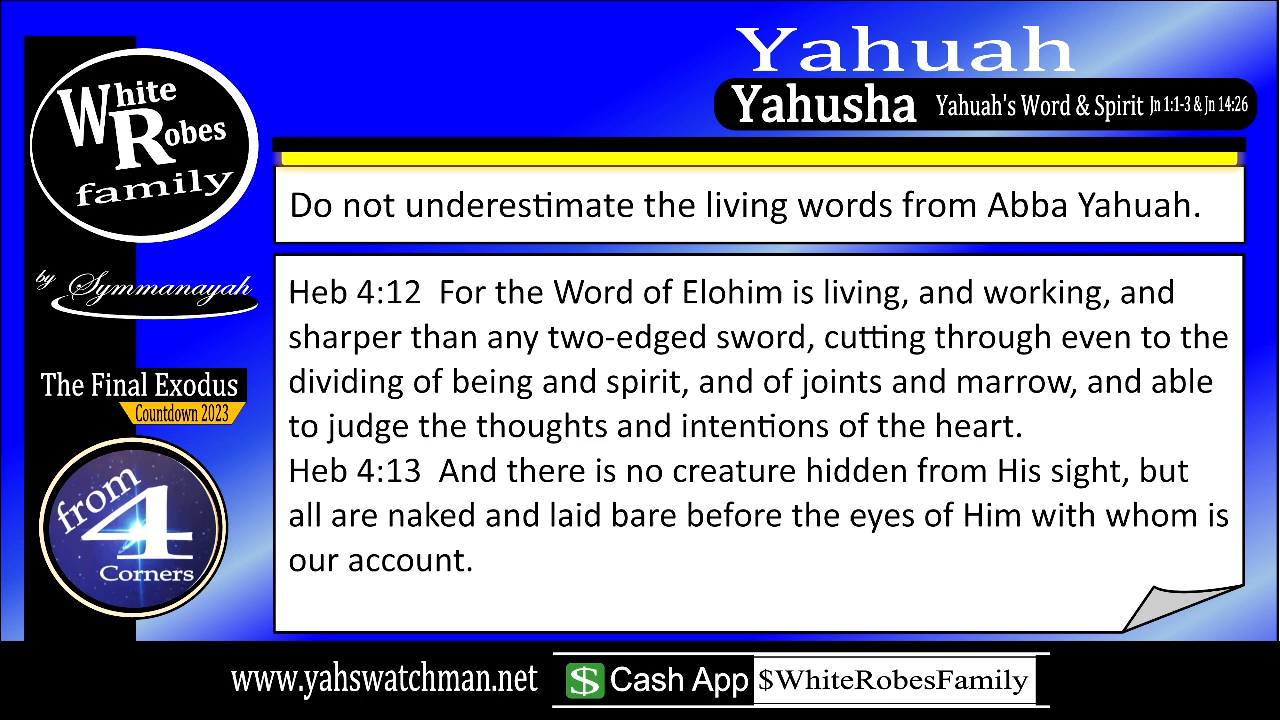 White
Robes
family
by Symmanayah
The Final Exodus
Countdown 2023
from
4
Corners
Yahuah
Yahusha Yahuah's Word & Spirit Jn 1:1-3 & Jn 14:26
Do not underestimate the living words from Abba Yahuah.
Heb 4:12 For the Word of Elohim is living, and working, and
sharper than any two-edged sword, cutting through even to the
dividing of being and spirit, and of joints and marrow, and able
to judge the thoughts and intentions of the heart.
Heb 4:13 And there is no creature hidden from His sight, but
all are naked and laid bare before the eyes of Him with whom is
our account.
www.yahswatchman.net $ Cash App $WhiteRobesFamily